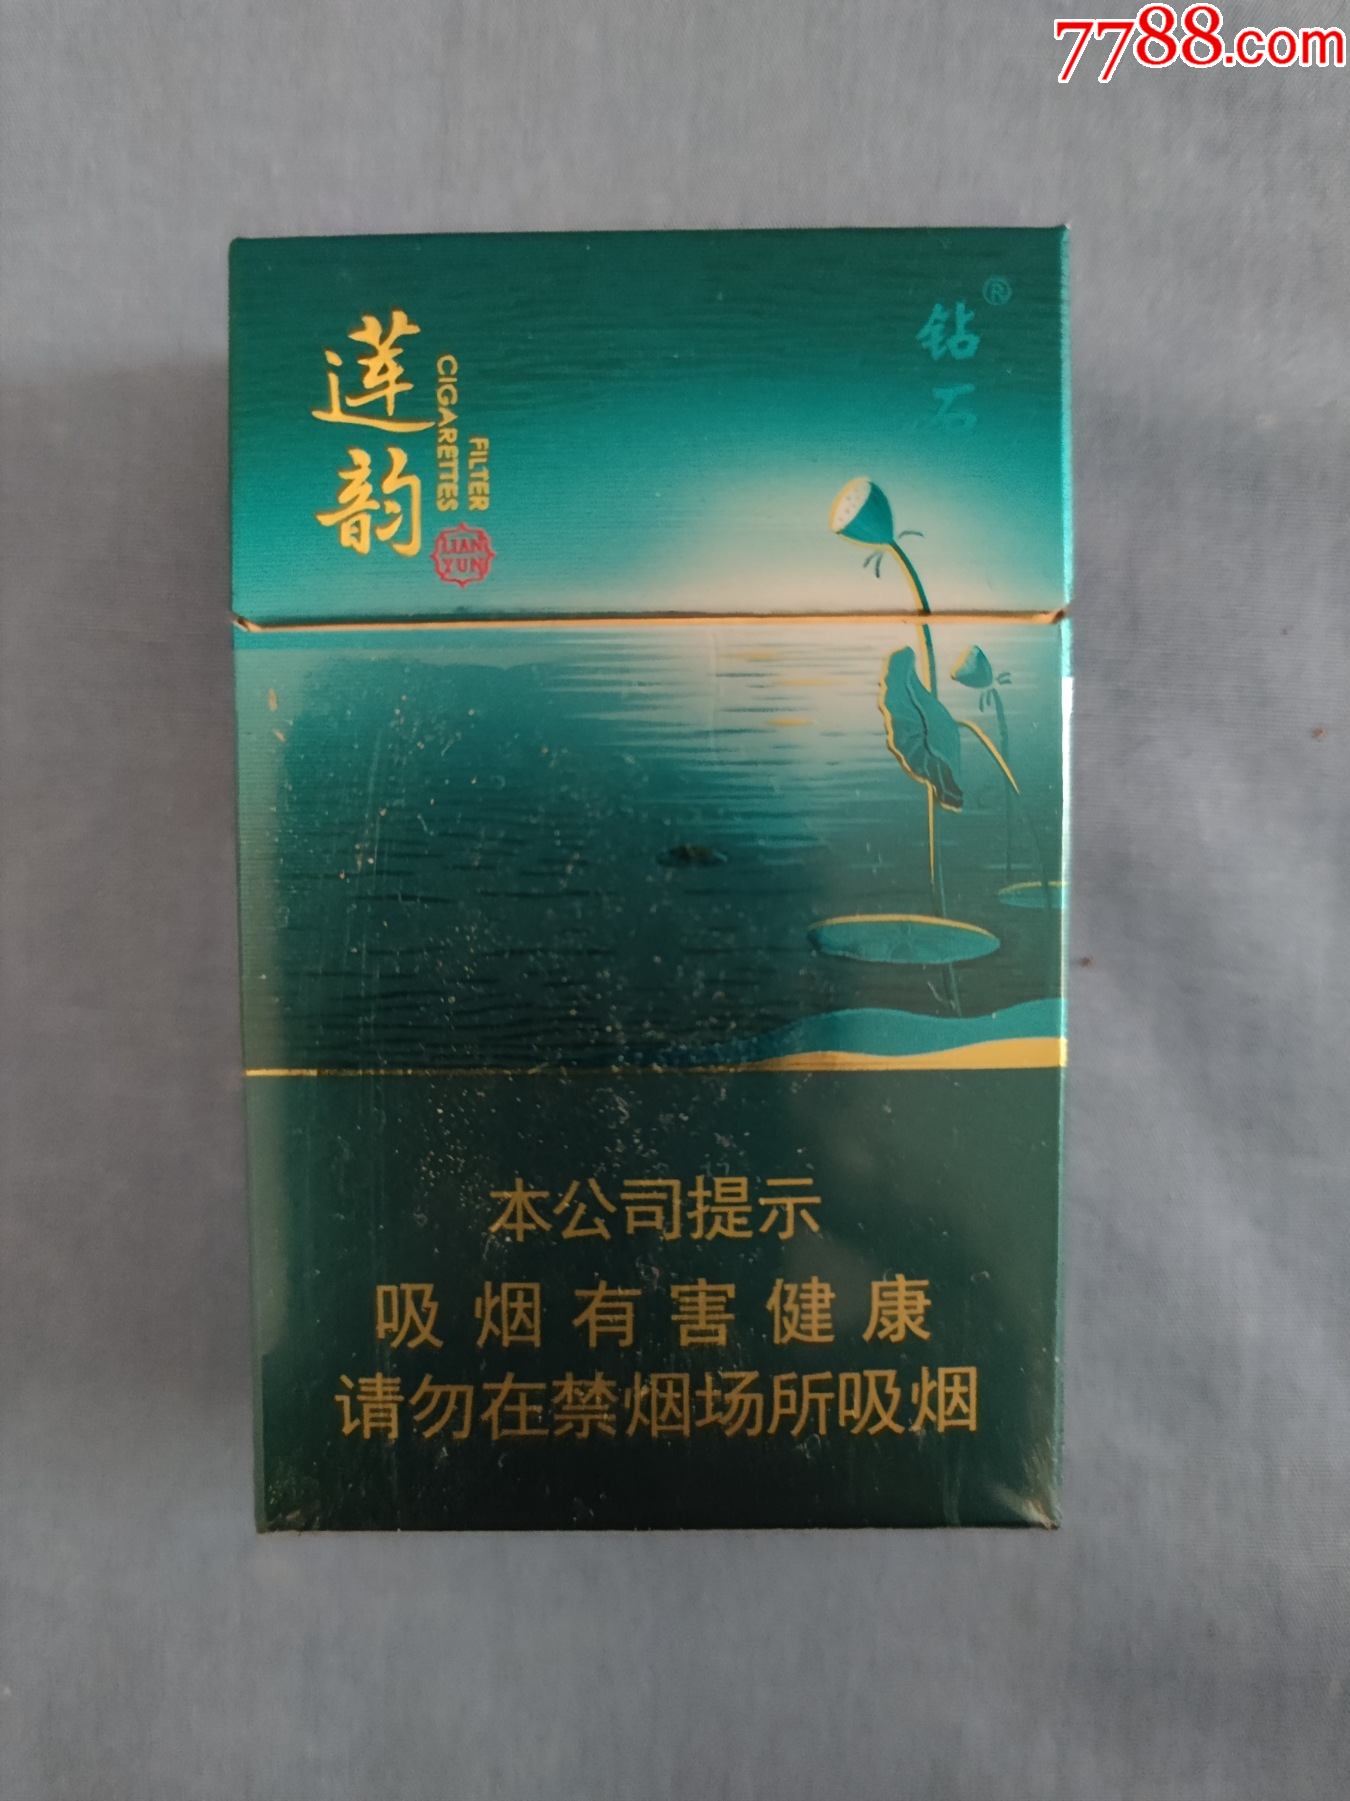 7788.com
钻石®
莲韵
FILTER
CIGARETTES
LIAN
YUN
本公司提示
吸烟有害健康
请勿在禁烟场所吸烟